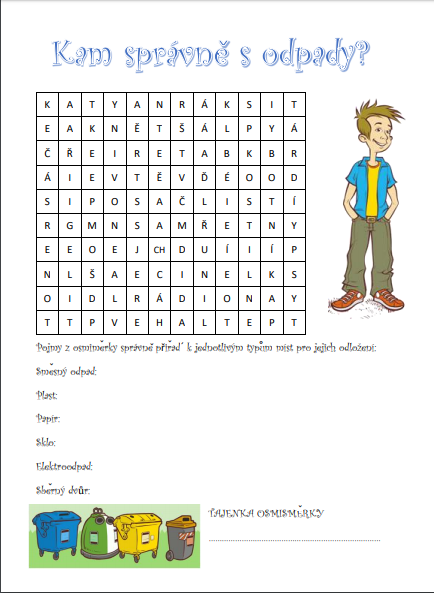 Kam správně s odpady?
K A T Y A N R Á K S I T
E A K N Ě T Š Á L P Y Á
Č Ř E I R E T A B K B R
Á I E V T Ě V Ď É O O D
S I P O S A Č L I S T Í
R G M N S A M Ř E T N Y
E E O E J CH D U Í I Í P
N L Š A E C I N E L K S
O I D L R Á D I O N A Y
T T P V E H A L T E P T
Pojmy z osmiměrky správně přiřaď k jednotlivým typům míst pro jejich odložení:
Směsný odpad:
Plast:
Papír:
Sklo:
Elektroodpad:
Sběrný dvůr:
TAJENKA OSMISMĚRKY